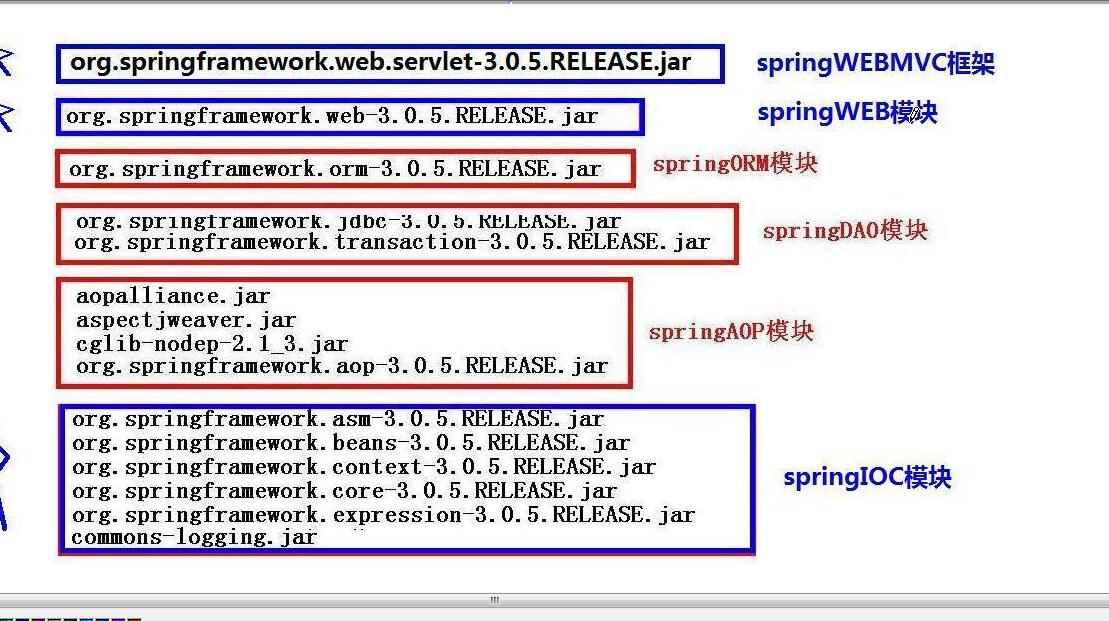 org.springframework.web.servlet-3.0.5.RELEASE.jar springWEBMVC框架
org.springframework.web-3.0.5.RELEASE.jar springWEB模块
org.springframework.orm-3.0.5.RELEASE.jar springORM模块
org.springframework.jdbc-3.0.5.RELEASE.jar
org.springframework.transaction-3.0.5.RELEASE.jar
springDAO模块
aopalliance.jar
aspectjweaver.jar
cglib-nodep-2.1_3.jar
org.springframework.aop-3.0.5.RELEASE.jar
springAOP模块
org.springframework.asm-3.0.5.RELEASE.jar
org.springframework.beans-3.0.5.RELEASE.jar
org.springframework.context-3.0.5.RELEASE.jar
org.springframework.core-3.0.5.RELEASE.jar
org.springframework.expression-3.0.5.RELEASE.jar
commons-logging.jar
springIOC模块